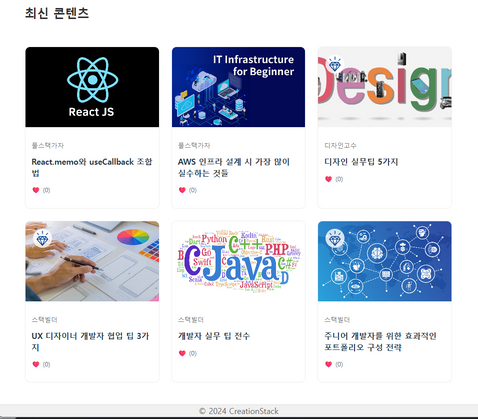 최신 콘텐츠
React JS
IT Infrastructure
for Beginner
Design
풀스택가자
풀스택가자
디자인고수
React.memo와 useCallback 조합
법
AWS 인프라 설계 시 가장 많이
실수하는 것들
디자인 실무팁 5가지
(0)
(0)
(0)
Python
Kotlin
C++
PHP
Go
Swift
Java
C#
JavaScript
스택빌더
스택빌더
스택빌더
UX 디자이너 개발자 협업 팁 3가
지
개발자 실무 팁 전수
주니어 개발자를 위한 효과적인
포트폴리오 구성 전략
(0)
(0)
(0)
© 2024 CreationStack